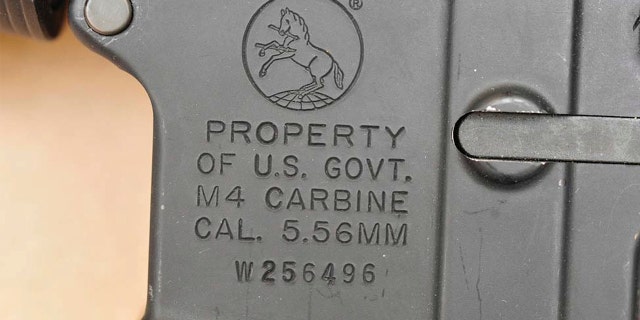 ®
PROPERTY
OF U.S. GOVT.
M4 CARBINE
CAL. 5.56MM
W256496